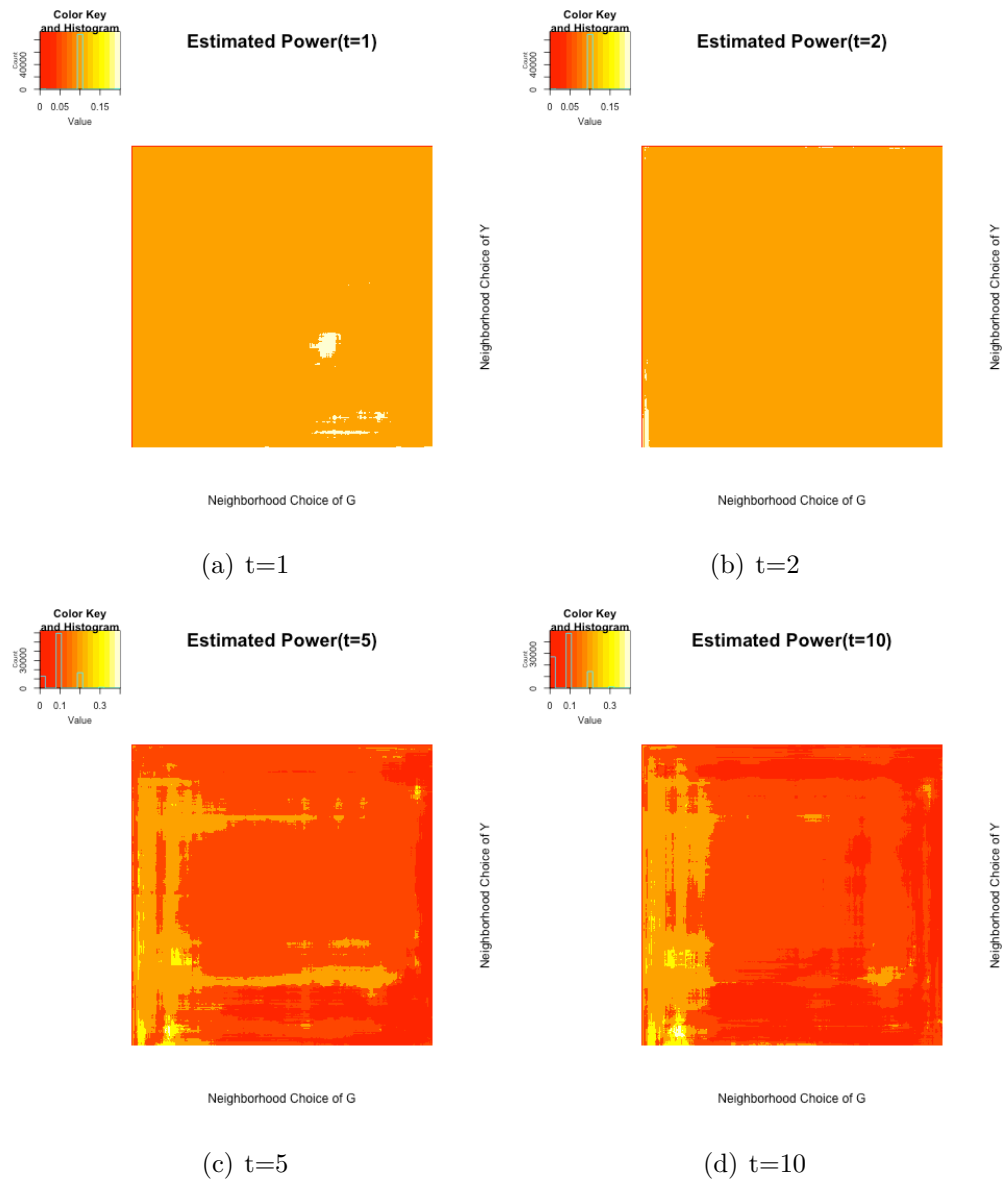 Color Key
and Histogram
Estimated Power(t=1)
Count
0 40000
0 0.05 0.15
Value
Neighborhood Choice of Y
Neighborhood Choice of G
(a) t=1
Color Key
and Histogram
Estimated Power(t=2)
Count
0 40000
0 0.05 0.15
Value
Neighborhood Choice of Y
Neighborhood Choice of G
(b) t=2
Color Key
and Histogram
Estimated Power(t=5)
Count
0 30000
0 0.1 0.3
Value
Neighborhood Choice of Y
Neighborhood Choice of G
(c) t=5
Color Key
and Histogram
Estimated Power(t=10)
Count
0 30000
0 0.1 0.3
Value
Neighborhood Choice of Y
Neighborhood Choice of G
(d) t=10